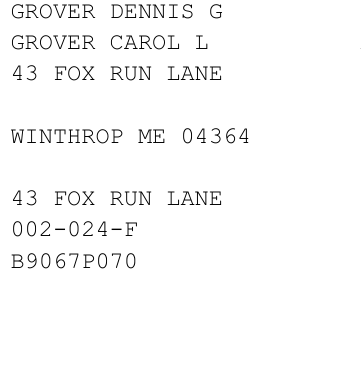 GROVER DENNIS G
GROVER CAROL L
43 FOX RUN LANE
WINTHROP ME 04364
43 FOX RUN LANE
002-024-F
B9067P070